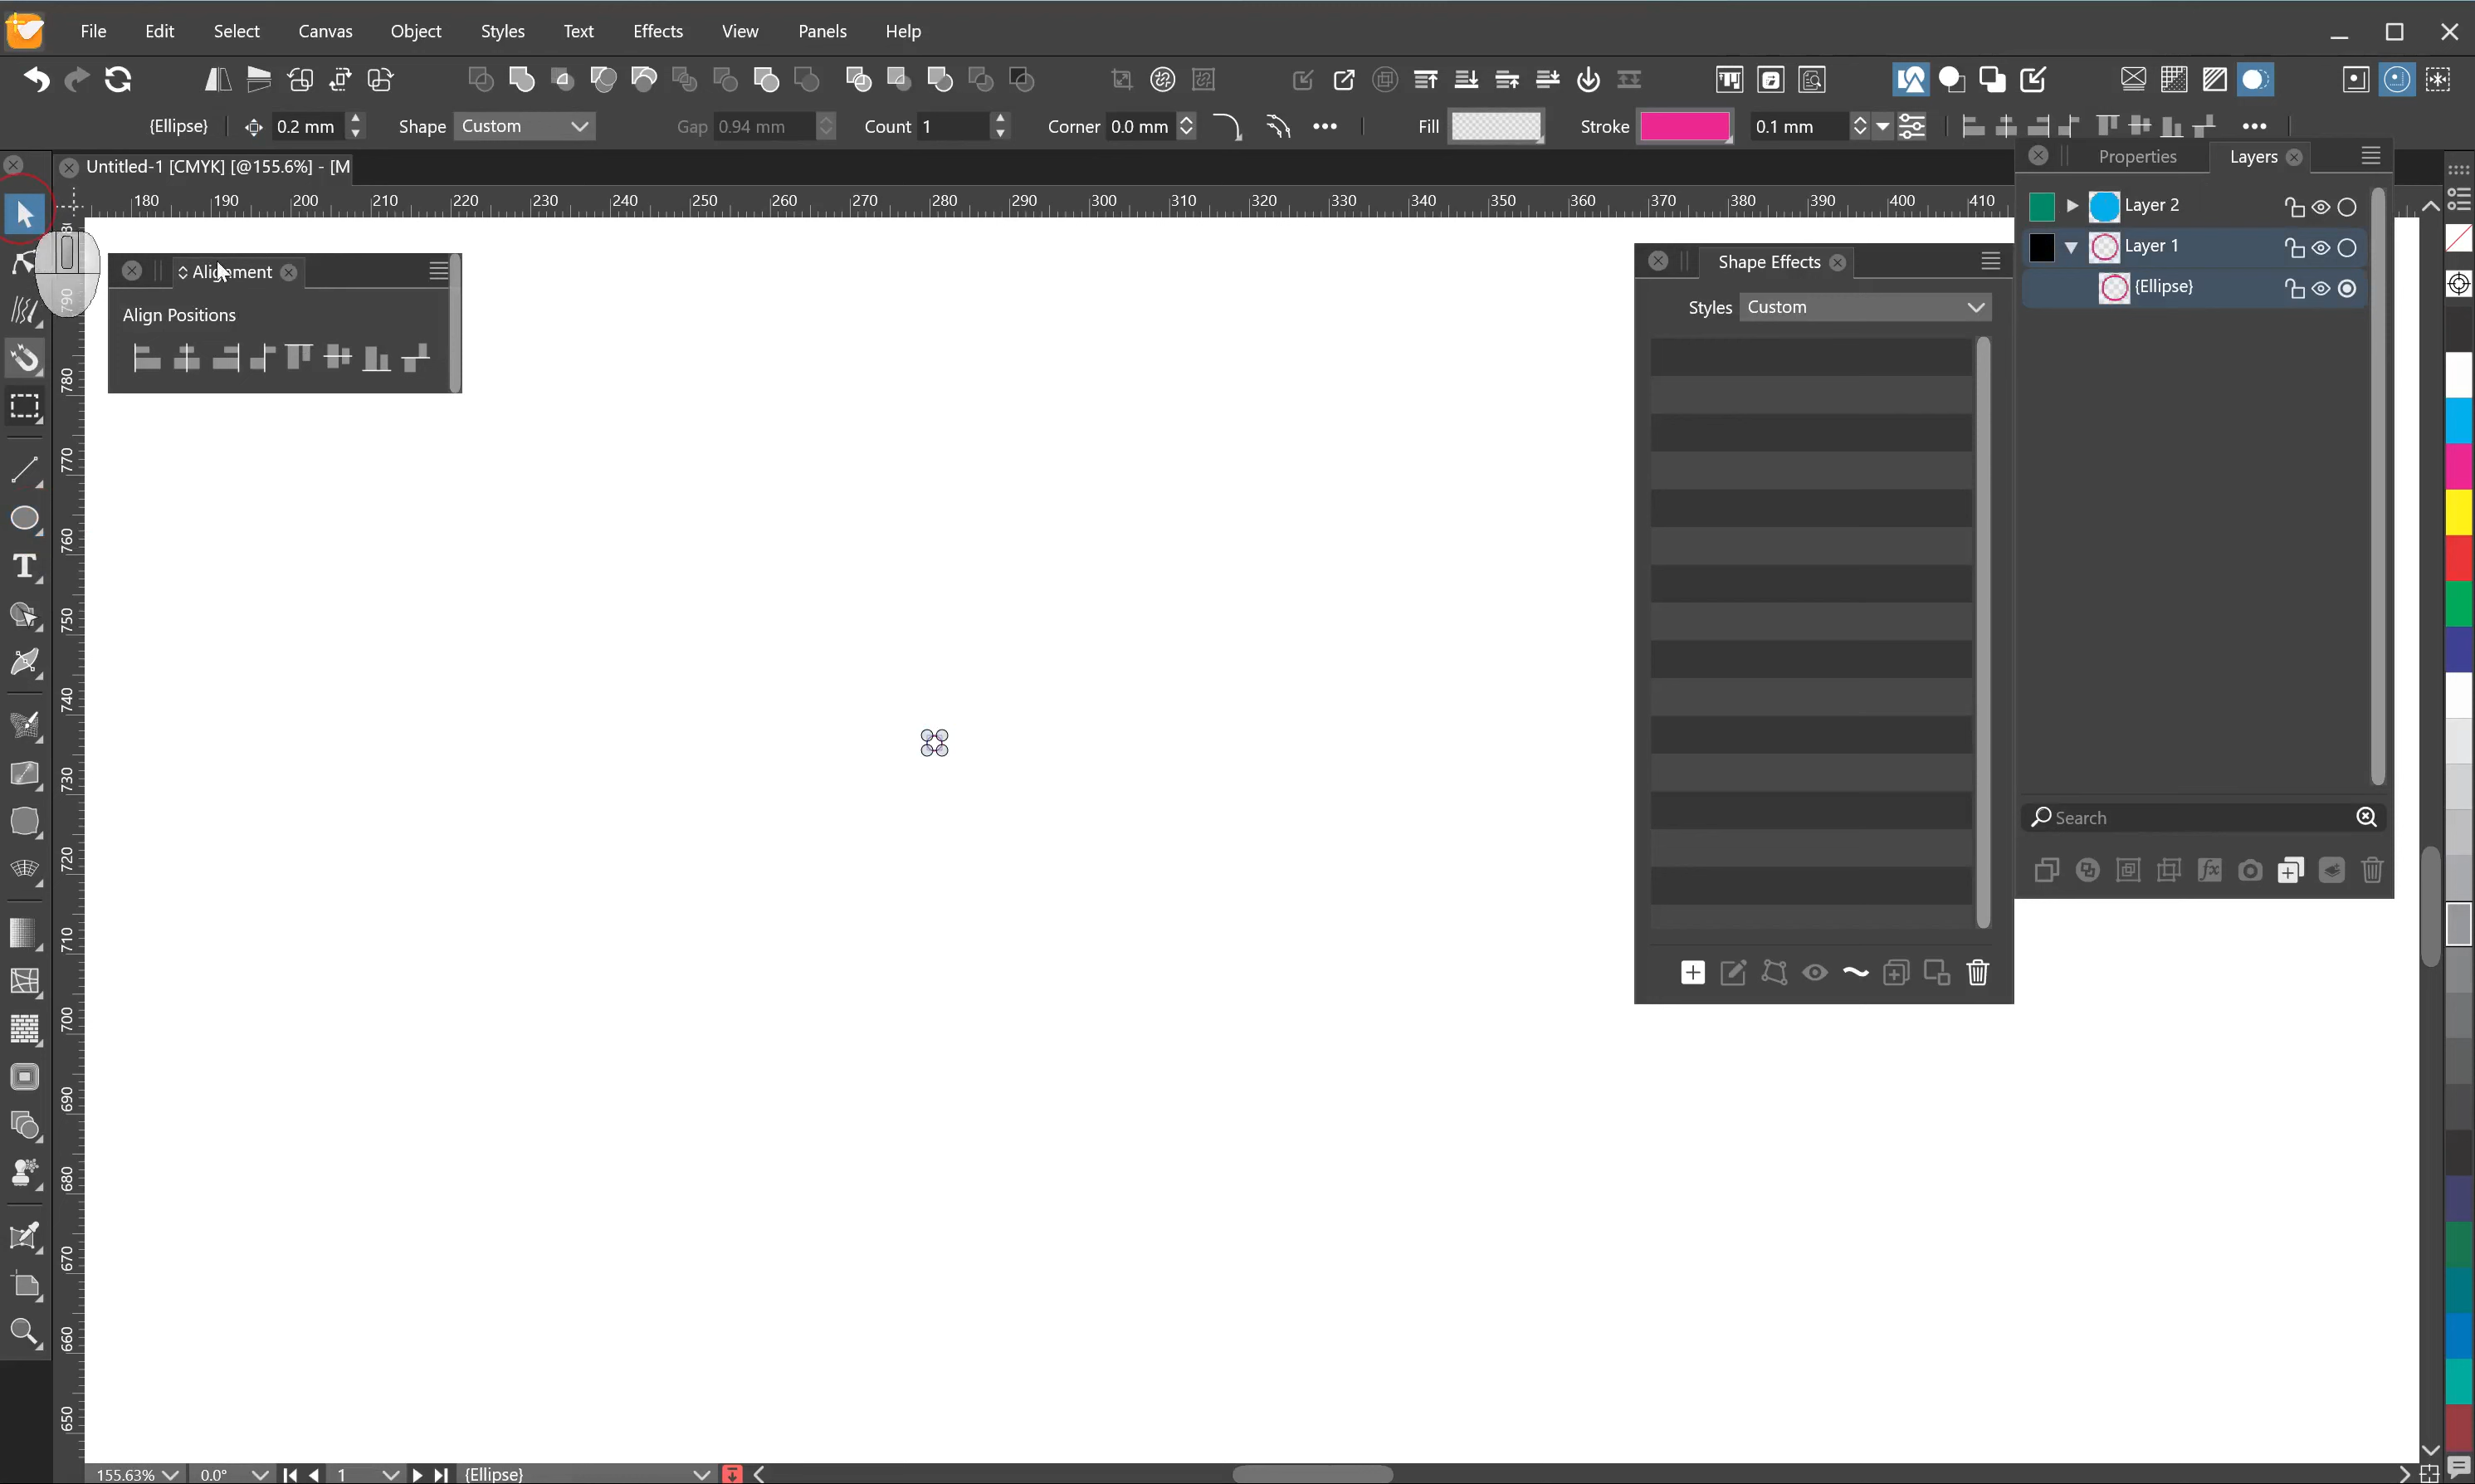 File Edit Select Canvas Object Styles Text Effects View Panels Help
{Ellipse} 0.2 mm Shape Custom Gap 0.94 mm Count 1 Corner 0.0 mm Fill Stroke 0.1 mm
Untitled-1 [CMYK] [@155.6%] - [M
180 190 200 210 220 230 240 250 260 270 280 290 300 310 320 330 340 350 360 370 380 390 400 410
Properties Layers
Layer 2
Layer 1
{Ellipse}
Search
Alignment
Align Positions
Shape Effects
Styles Custom
790
780
770
760
750
740
730
720
710
700
690
680
670
660
650
155.63% 0.0° 1 {Ellipse}